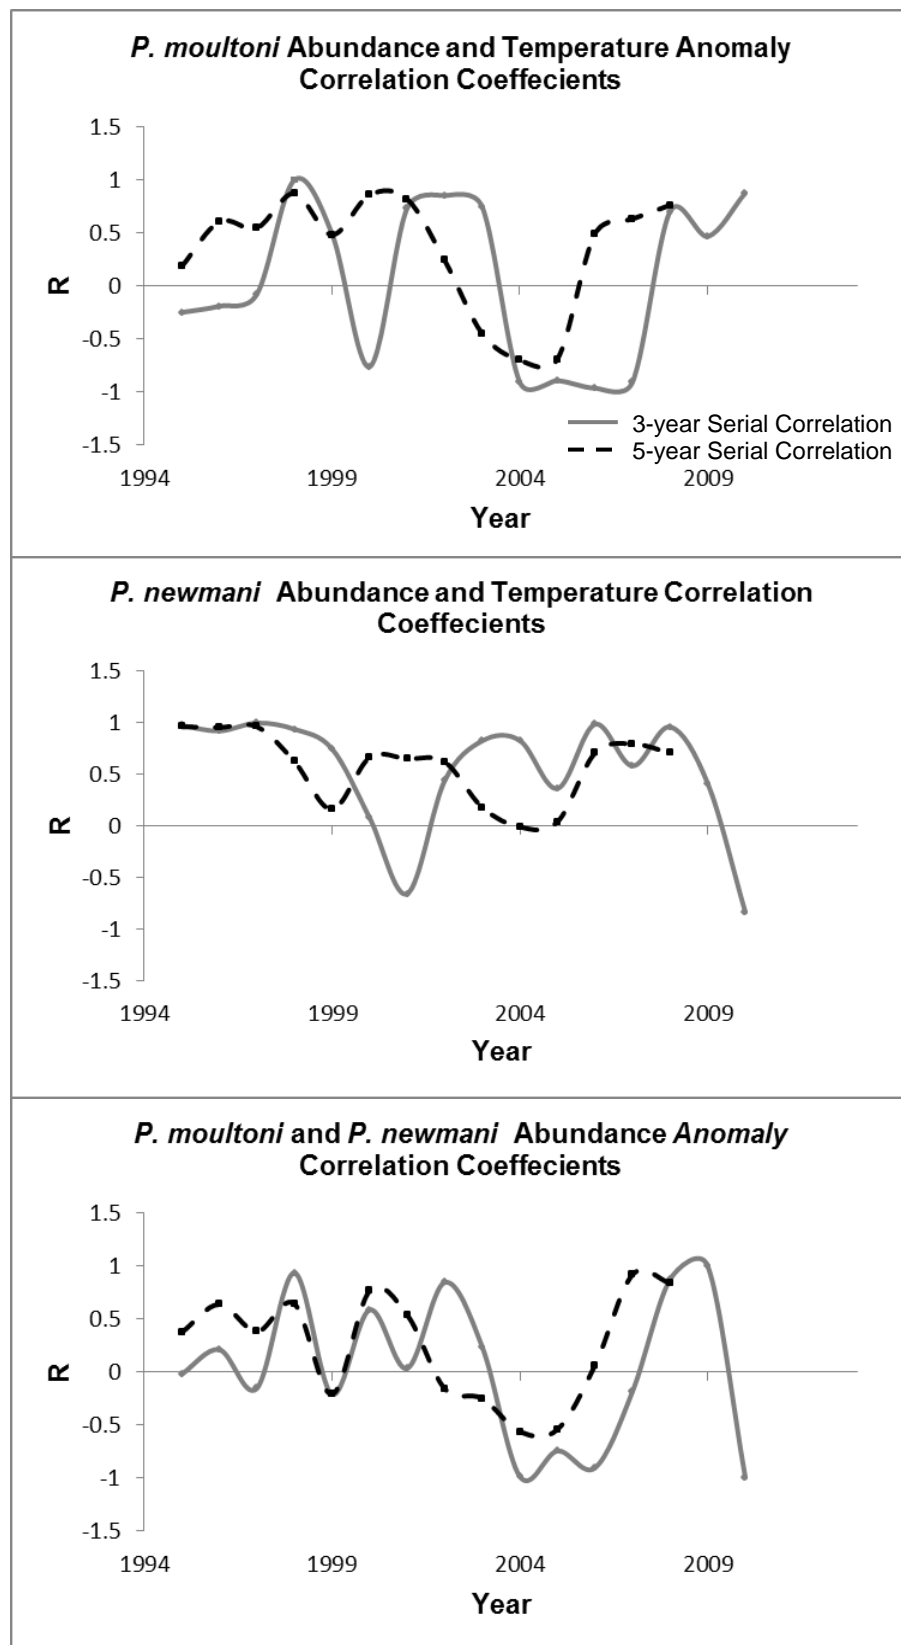 P. moultoni Abundance and Temperature Anomaly
Correlation Coeffecients
1.5
1
0.5
0
-0.5
-1
-1.5
R
3-year Serial Correlation
5-year Serial Correlation
1994
1999
2004
2009
Year
P. newmani Abundance and Temperature Correlation
Coeffecients
1.5
1
0.5
0
-0.5
-1
-1.5
R
1994
1999
2004
2009
Year
P. moultoni and P. newmani Abundance Anomaly
Correlation Coeffecients
1.5
1
0.5
0
-0.5
-1
-1.5
R
1994
1999
2004
2009
Year